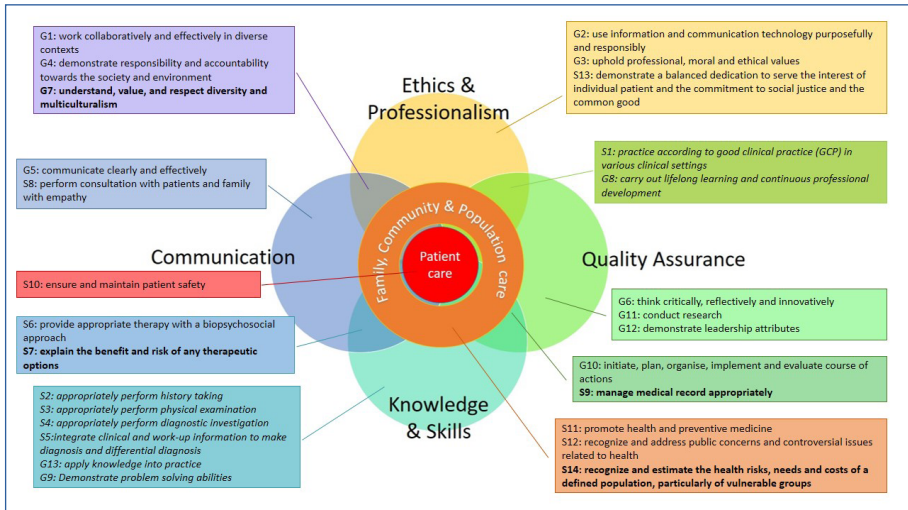 G1: work collaboratively and effectively in diverse
contexts
G4: demonstrate responsibility and accountability
towards the society and environment
G7: understand, value, and respect diversity and
multiculturalism
G2: use information and communication technology purposefully
and responsibly
G3: uphold professional, moral and ethical values
S13: demonstrate a balanced dedication to serve the interest of
individual patient and the commitment to social justice and the
common good
Ethics &
Professionalism
G5: communicate clearly and effectively
S8: perform consultation with patients and family
with empathy
S1: practice according to good clinical practice (GCP) in
various clinical settings
G8: carry out lifelong learning and continuous professional
development
Communication
Family, Community & Population care
Patient
care
Quality Assurance
S10: ensure and maintain patient safety
G6: think critically, reflectively and innovatively
G11: conduct research
G12: demonstrate leadership attributes
S6: provide appropriate therapy with a biopsychosocial
approach
S7: explain the benefit and risk of any therapeutic
options
G10: initiate, plan, organise, implement and evaluate course of
actions
S9: manage medical record appropriately
Knowledge
& Skills
S2: appropriately perform history taking
S3: appropriately perform physical examination
S4: appropriately perform diagnostic investigation
S5:integrate clinical and work-up information to make
diagnosis and differential diagnosis
G13: apply knowledge into practice
G9: Demonstrate problem solving abilities
S11: promote health and preventive medicine
S12: recognize and address public concerns and controversial issues
related to health
S14: recognize and estimate the health risks, needs and costs of a
defined population, particularly of vulnerable groups